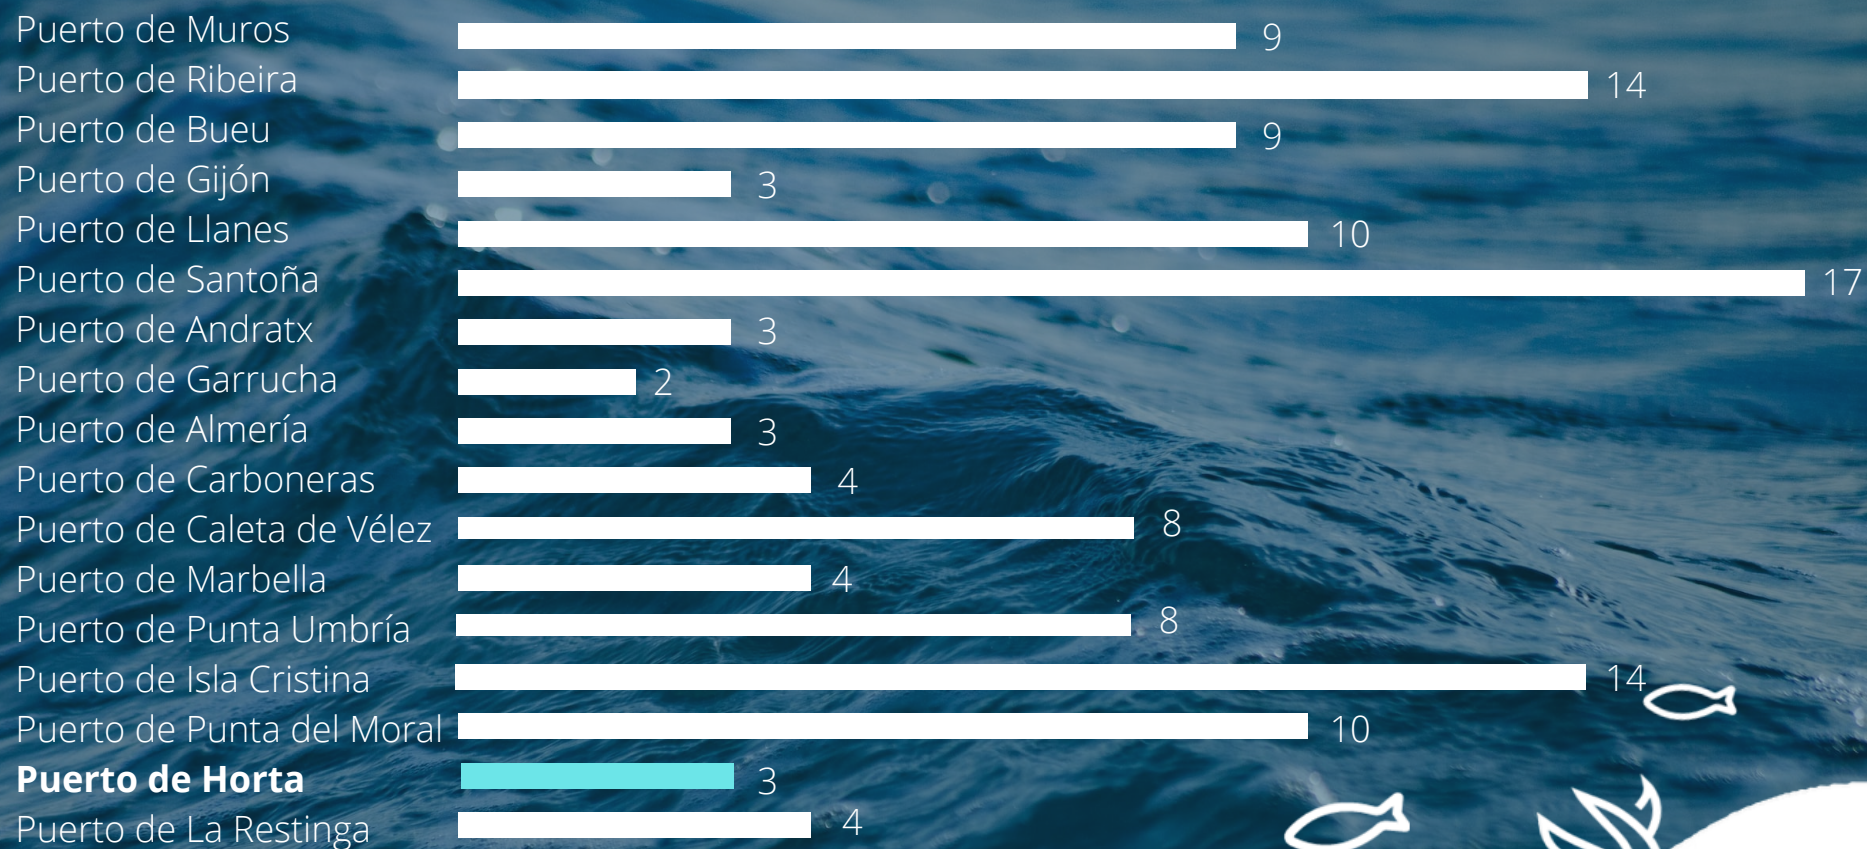 Puerto de Muros 9
Puerto de Ribeira 14
Puerto de Bueu 9
Puerto de Gijón 3
Puerto de Llanes 10
Puerto de Santoña 17
Puerto de Andratx 3
Puerto de Garrucha 2
Puerto de Almería 3
Puerto de Carboneras 4
Puerto de Caleta de Vélez 8
Puerto de Marbella 4
Puerto de Punta Umbría 8
Puerto de Isla Cristina 14
Puerto de Punta del Moral 10
Puerto de Horta 3
Puerto de La Restinga 4